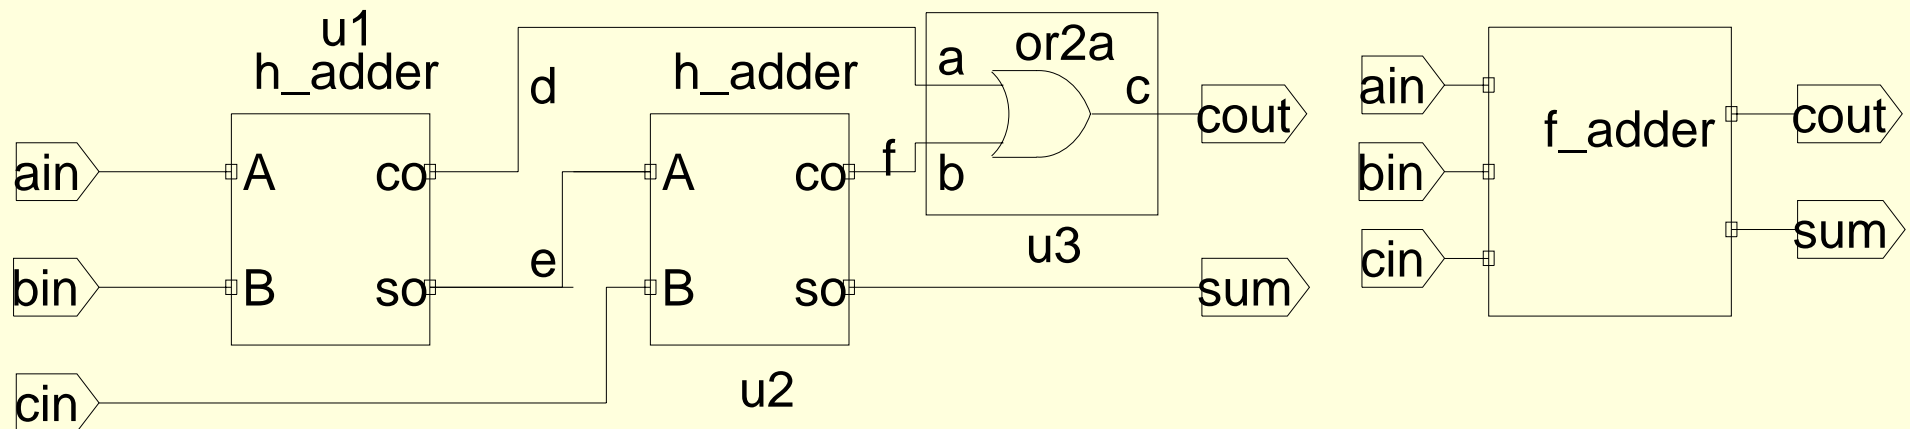 u1
h_adder
h_adder
or2a
a
c
d
cout
ain
A
co
A
co
f
b
u3
e
bin
B
so
B
so
sum
cin
u2
ain
bin
cin
f_adder
cout
sum